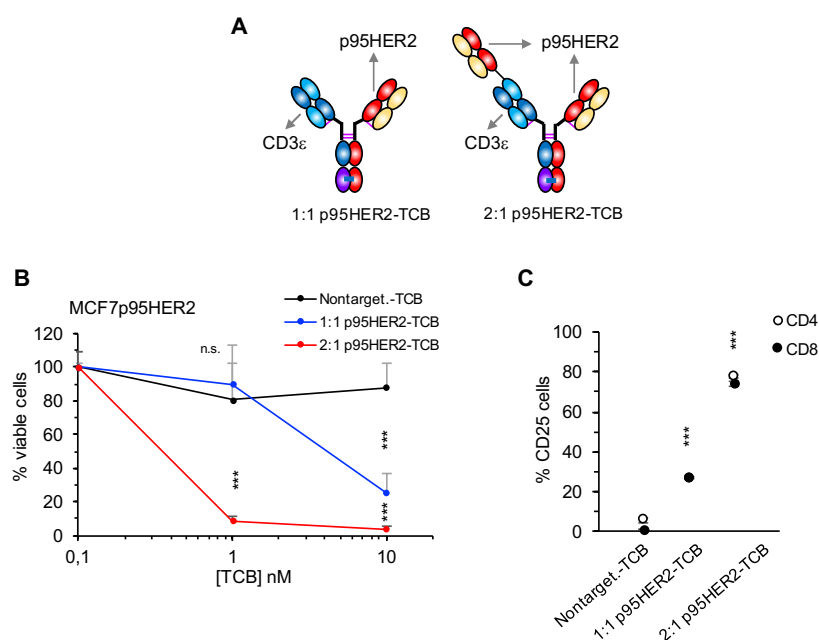 A
p95HER2
p95HER2
CD3ε
CD3ε
1:1 p95HER2-TCB
2:1 p95HER2-TCB
B
MCF7p95HER2
Nontarget.-TCB
1:1 p95HER2-TCB
2:1 p95HER2-TCB
% viable cells
120
100
80
60
40
20
0
n.s.
***
***
***
0,1
1
10
[TCB] nM
C
CD4
CD8
% CD25 cells
100
80
60
40
20
0
***
***
Nontarget.-TCB
1:1 p95HER2-TCB
2:1 p95HER2-TCB